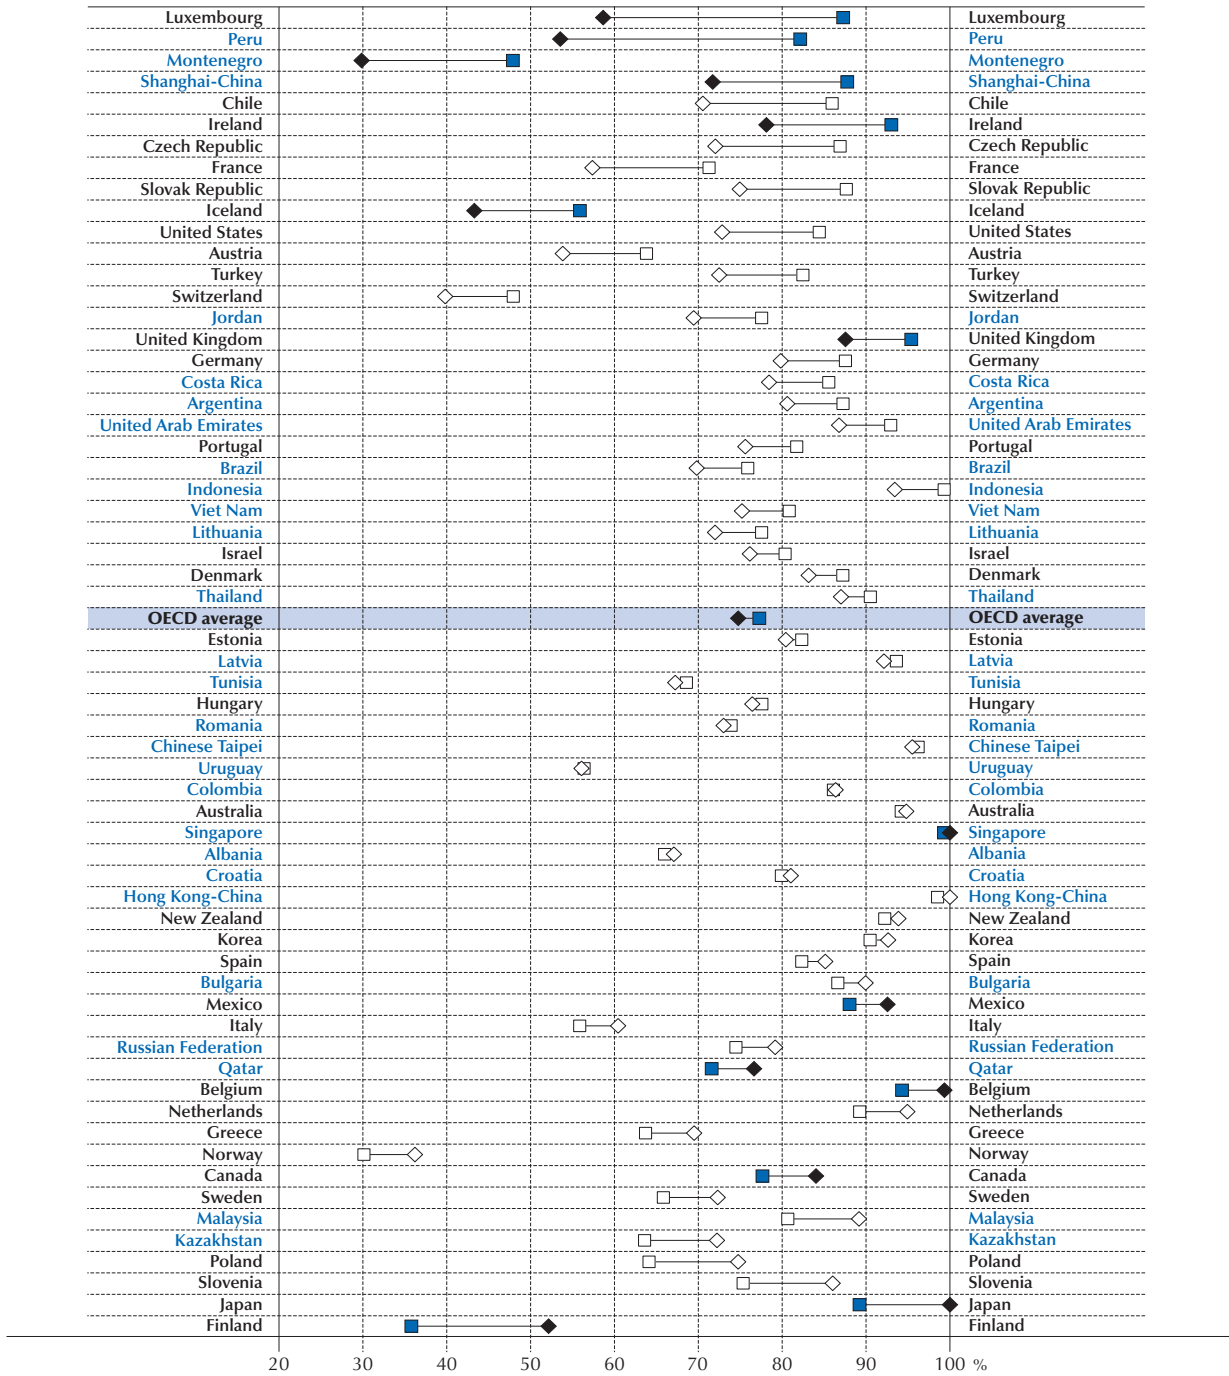 Luxembourg Luxembourg
Peru Peru
Montenegro Montenegro
Shanghai-China Shanghai-China
Chile Chile
Ireland Ireland
Czech Republic Czech Republic
France France
Slovak Republic Slovak Republic
Iceland Iceland
United States United States
Austria Austria
Turkey Turkey
Switzerland Switzerland
Jordan Jordan
United Kingdom United Kingdom
Germany Germany
Costa Rica Costa Rica
Argentina Argentina
United Arab Emirates United Arab Emirates
Portugal Portugal
Brazil Brazil
Indonesia Indonesia
Viet Nam Viet Nam
Lithuania Lithuania
Israel Israel
Denmark Denmark
Thailand Thailand
OECD average OECD average
Estonia Estonia
Latvia Latvia
Tunisia Tunisia
Hungary Hungary
Romania Romania
Chinese Taipei Chinese Taipei
Uruguay Uruguay
Colombia Colombia
Australia Australia
Singapore Singapore
Albania Albania
Croatia Croatia
Hong Kong-China Hong Kong-China
New Zealand New Zealand
Korea Korea
Spain Spain
Bulgaria Bulgaria
Mexico Mexico
Italy Italy
Russian Federation Russian Federation
Qatar Qatar
Belgium Belgium
Netherlands Netherlands
Greece Greece
Norway Norway
Canada Canada
Sweden Sweden
Malaysia Malaysia
Kazakhstan Kazakhstan
Poland Poland
Slovenia Slovenia
Japan Japan
Finland Finland
20 30 40 50 60 70 80 90 100 %